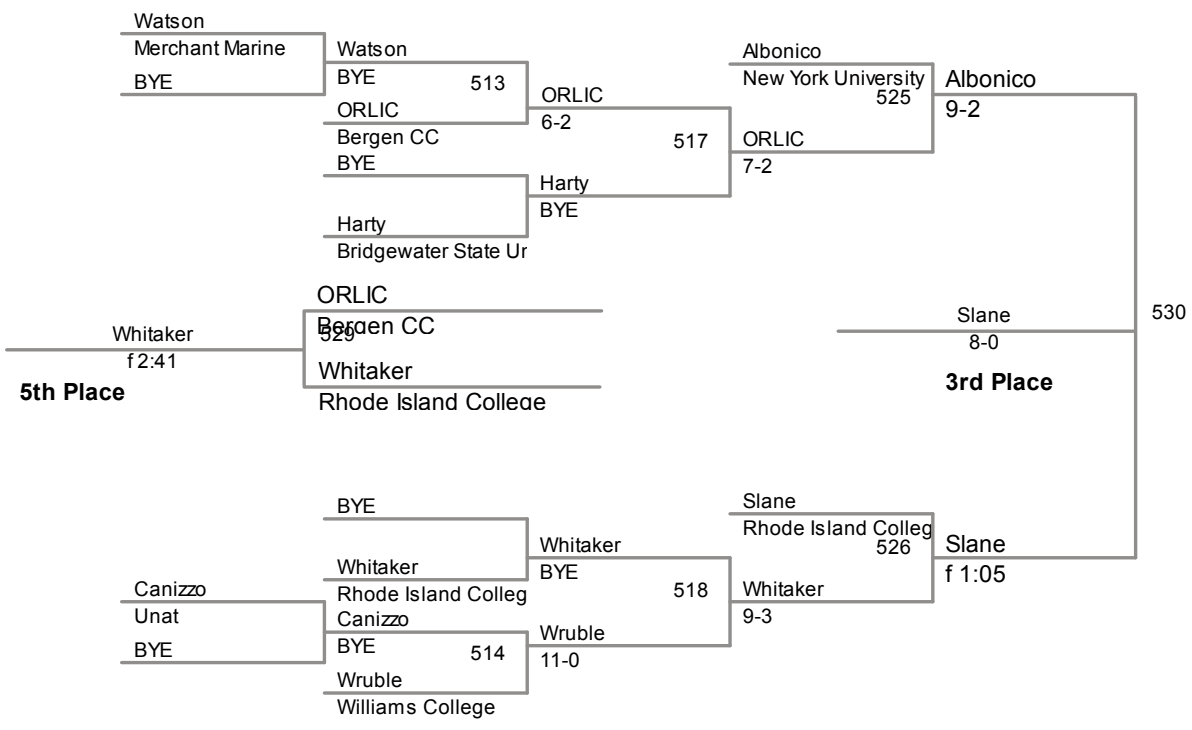 Watson
Merchant Marine
BYE
Watson
BYE
513
ORLIC
Bergen CC
ORLIC
6-2
BYE
Harty
BYE
Harty
Bridgewater State Ur
517
Albonico
New York University
525
ORLIC
7-2
Albonico
9-2
ORLIC
Bergen CC
529
Whitaker
f 2:41
5th Place
Whitaker
Rhode Island College
Slane
8-0
3rd Place
530
BYE
Whitaker
Rhode Island Colleg
Whitaker
BYE
Canizzo
Unat
BYE
Canizzo
BYE
514
Wruble
Williams College
Wruble
11-0
518
Slane
Rhode Island Colleg
526
Whitaker
9-3
Slane
f 1:05